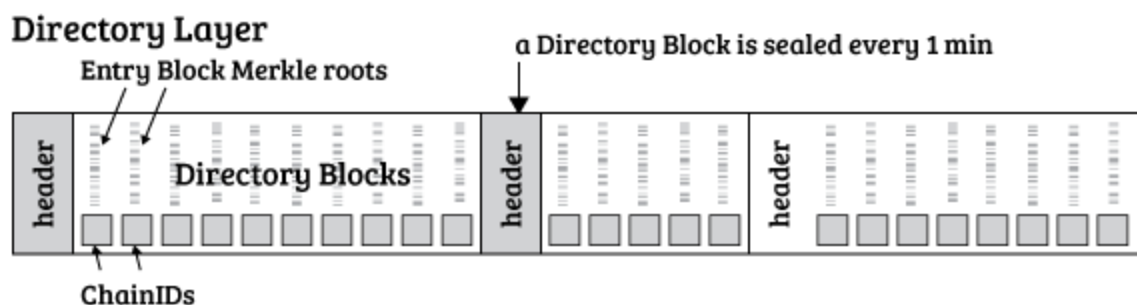 Directory Layer
a Directory Block is sealed every 1 min
Entry Block Merkle roots
header
Directory Blocks
header
header
ChainIDs